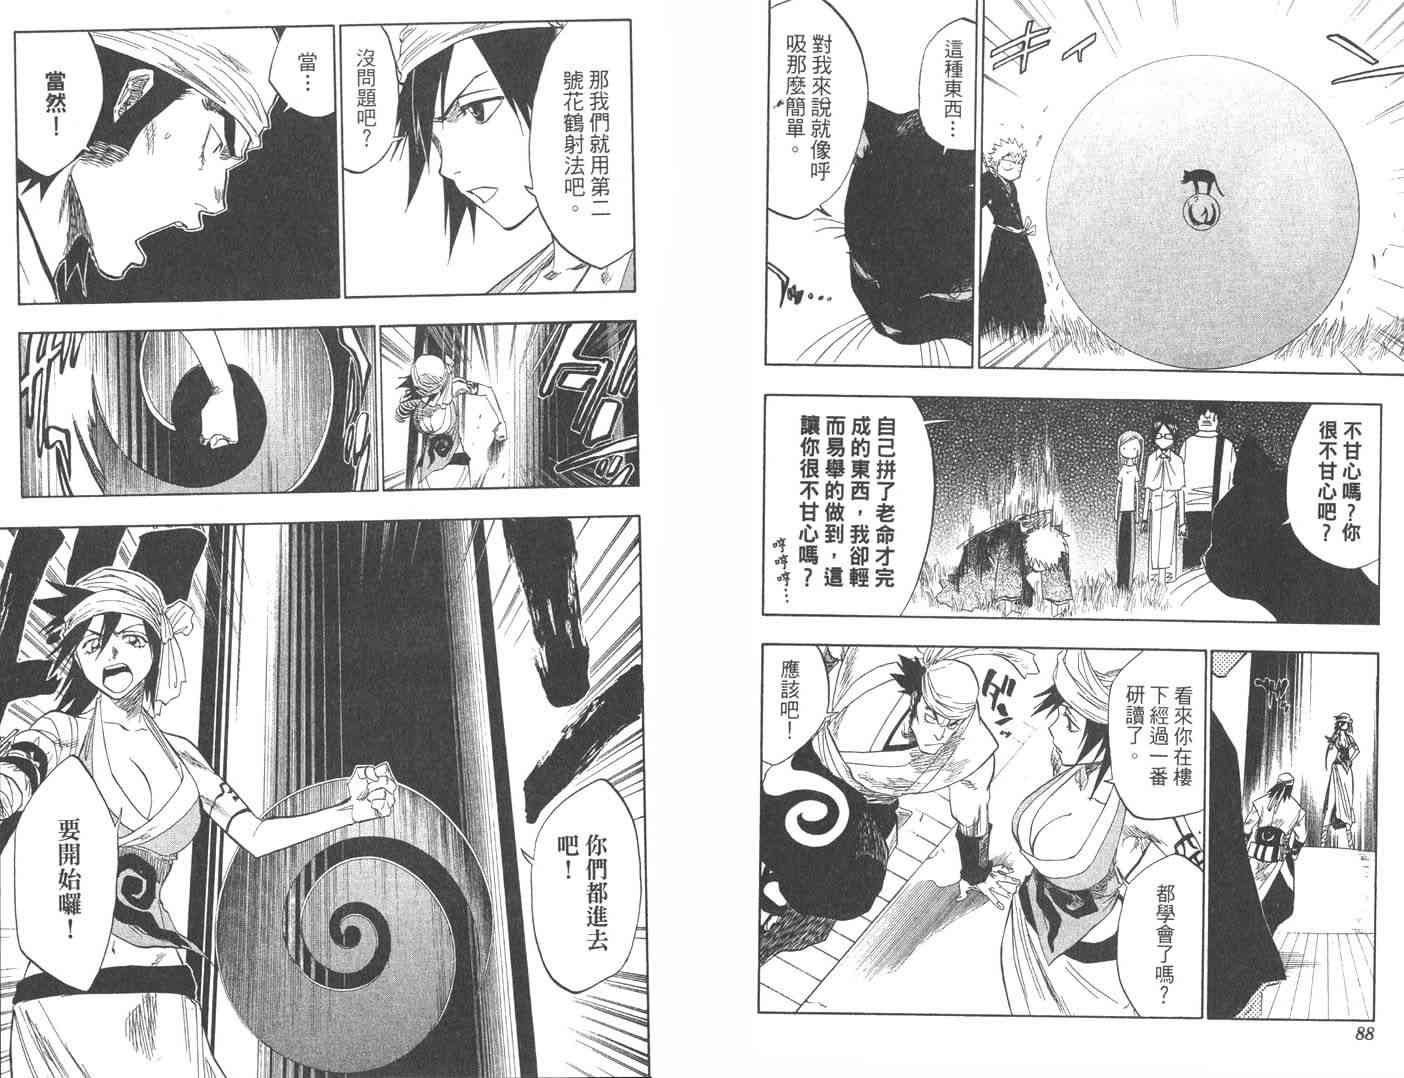 這種東西…
對我來說就像呼
吸那麼簡單。
不甘心嗎？你
很不甘心吧？
自己拼了老命才完
成的東西，我卻輕
而易舉的做到，這
讓你很不甘心嗎？
哼哼哼…
看來你在樓
下經過一番
研讀了。
都學會了嗎？
應該吧！
88
那我們就用第二
號花鶴射法吧。
沒問題吧？
當…
當然！
你們都進去
吧！
要開始囉！